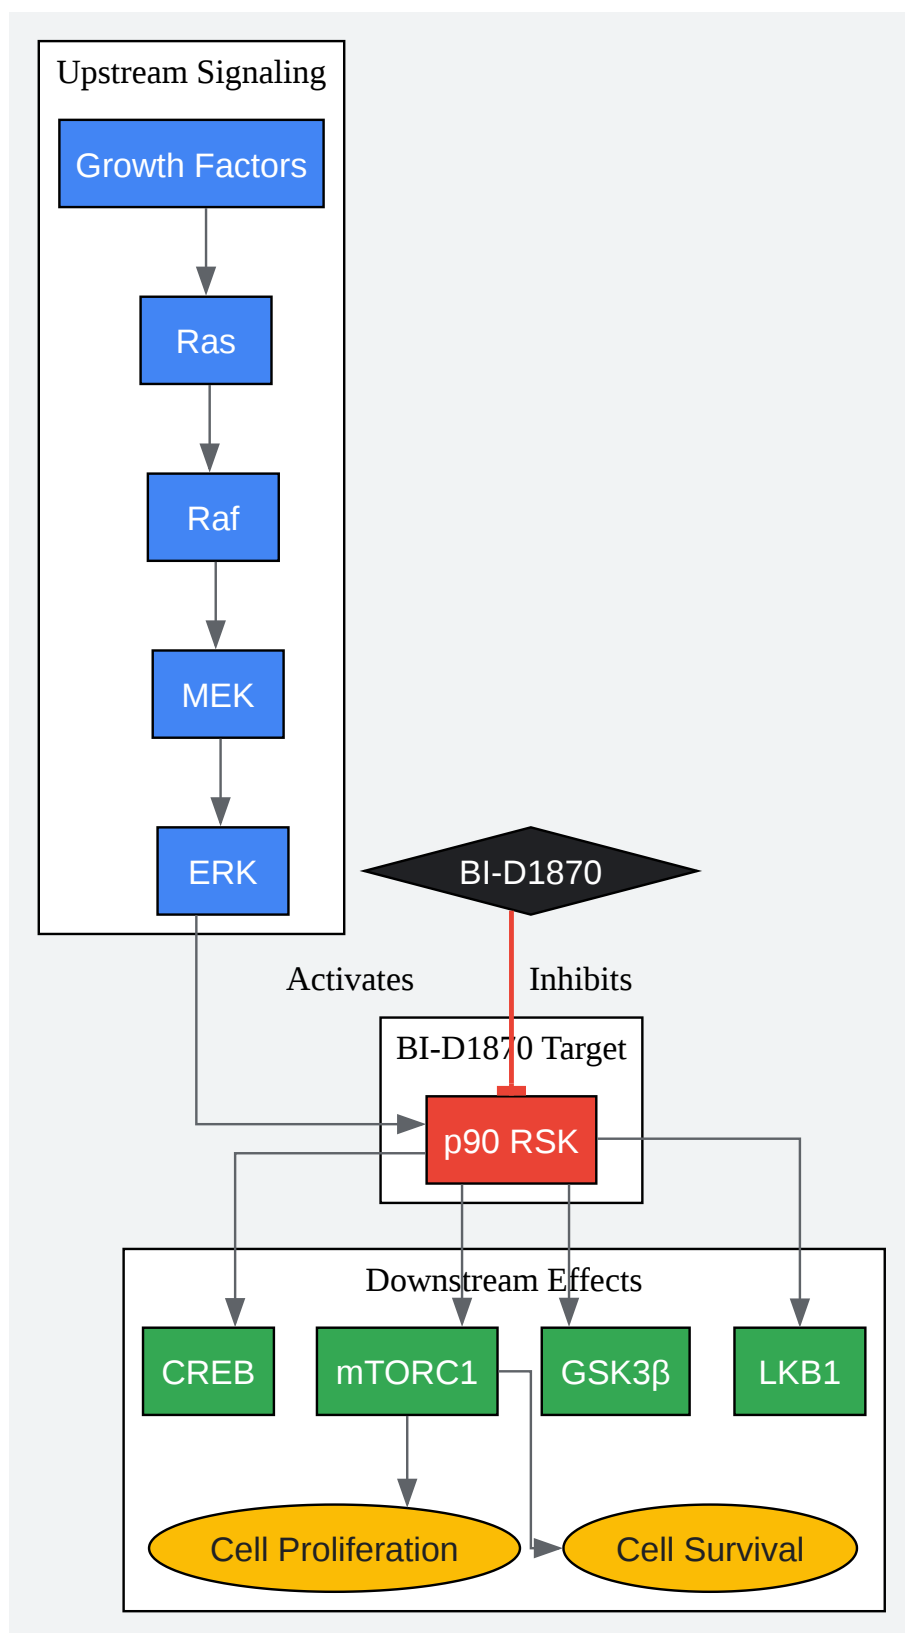 Upstream Signaling
Growth Factors
Ras
Raf
MEK
ERK
BI-D1870
Activates
Inhibits
BI-D1870 Target
p90 RSK
Downstream Effects
CREB
mTORC1
GSK3β
LKB1
Cell Proliferation
Cell Survival